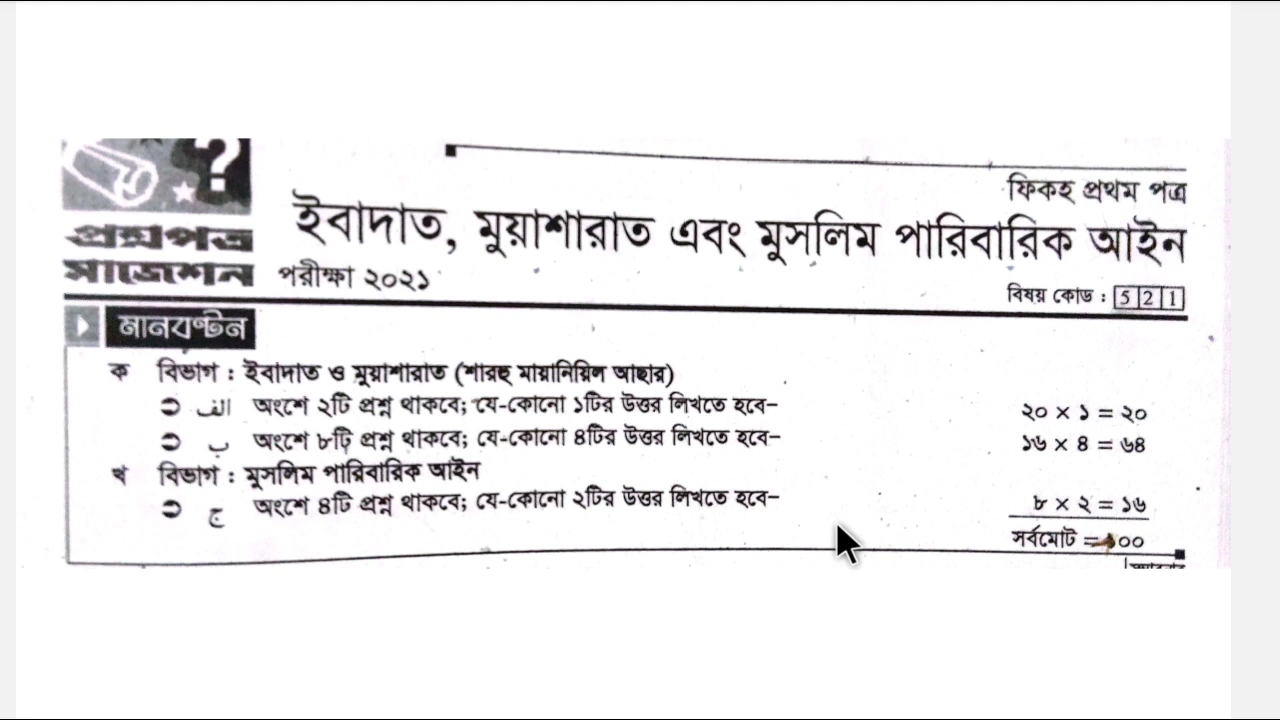 ?
ফিকহ প্রথম পত্র
প্রশ্নপত্র
সাজেশন
ইবাদাত, মুয়াশারাত এবং মুসলিম পারিবারিক আইন
পরীক্ষা ২০২১
বিষয় কোড : 5 2 1
মানবণ্টন
ক বিভাগ : ইবাদাত ও মুয়াশারাত (শারহু মায়ানিয়িল আছার)
الف অংশে ২টি প্রশ্ন থাকবে; যে-কোনো ১টির উত্তর লিখতে হবে– ২০ × ১ = ২০
ب অংশে ৮টি প্রশ্ন থাকবে; যে-কোনো ৪টির উত্তর লিখতে হবে– ১৬ × ৪ = ৬৪
খ বিভাগ : মুসলিম পারিবারিক আইন
ج অংশে ৪টি প্রশ্ন থাকবে; যে-কোনো ২টির উত্তর লিখতে হবে– ৮ × ২ = ১৬
সর্বমোট = ১০০